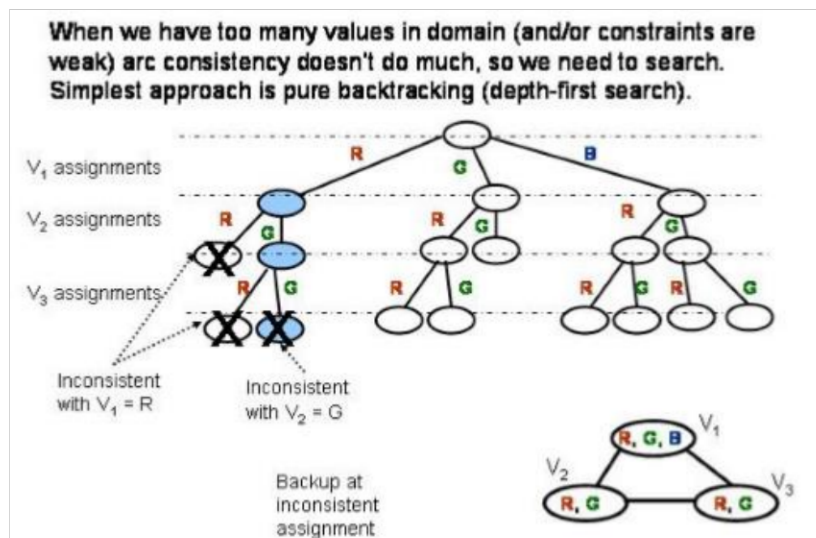 When we have too many values in domain (and/or constraints are
weak) arc consistency doesn't do much, so we need to search.
Simplest approach is pure backtracking (depth-first search).
R G B
V₁ assignments
R G R G R G
V₂ assignments
R G R G R G R G
V₃ assignments
Inconsistent
with V₁ = R
Inconsistent
with V₂ = G
Backup at
inconsistent
assignment
V₁
R, G, B
V₂ V₃
R, G R, G